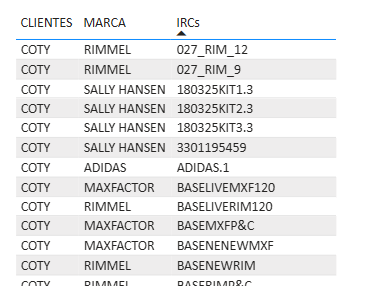 CLIENTES MARCA IRCs
COTY RIMMEL 027_RIM_12
COTY RIMMEL 027_RIM_9
COTY SALLY HANSEN 180325KIT1.3
COTY SALLY HANSEN 180325KIT2.3
COTY SALLY HANSEN 180325KIT3.3
COTY SALLY HANSEN 3301195459
COTY ADIDAS ADIDAS.1
COTY MAXFACTOR BASELIVEMXF120
COTY RIMMEL BASELIVERIM120
COTY MAXFACTOR BASEMXFP&C
COTY MAXFACTOR BASENENEWMXF
COTY RIMMEL BASENEWRIM
COTY RIMMEL BASERIMP&C